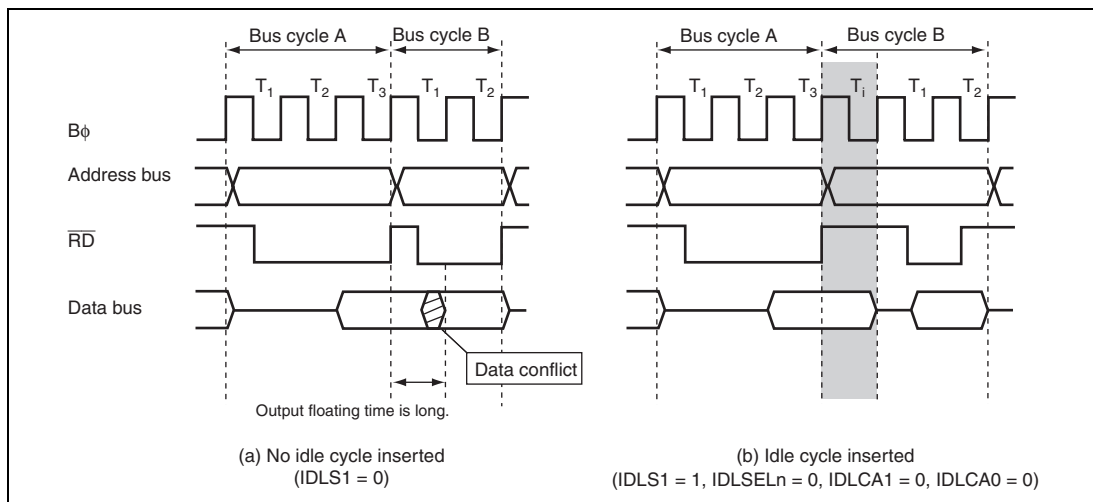 Bus cycle A Bus cycle B Bus cycle A Bus cycle B
T1 T2 T3 T1 T2 T1 T2 T3 Ti T1 T2
Bφ
Address bus
RD
Data bus
Data conflict
Output floating time is long.
(a) No idle cycle inserted
(IDLS1 = 0)
(b) Idle cycle inserted
(IDLS1 = 1, IDLSELn = 0, IDLCA1 = 0, IDLCA0 = 0)